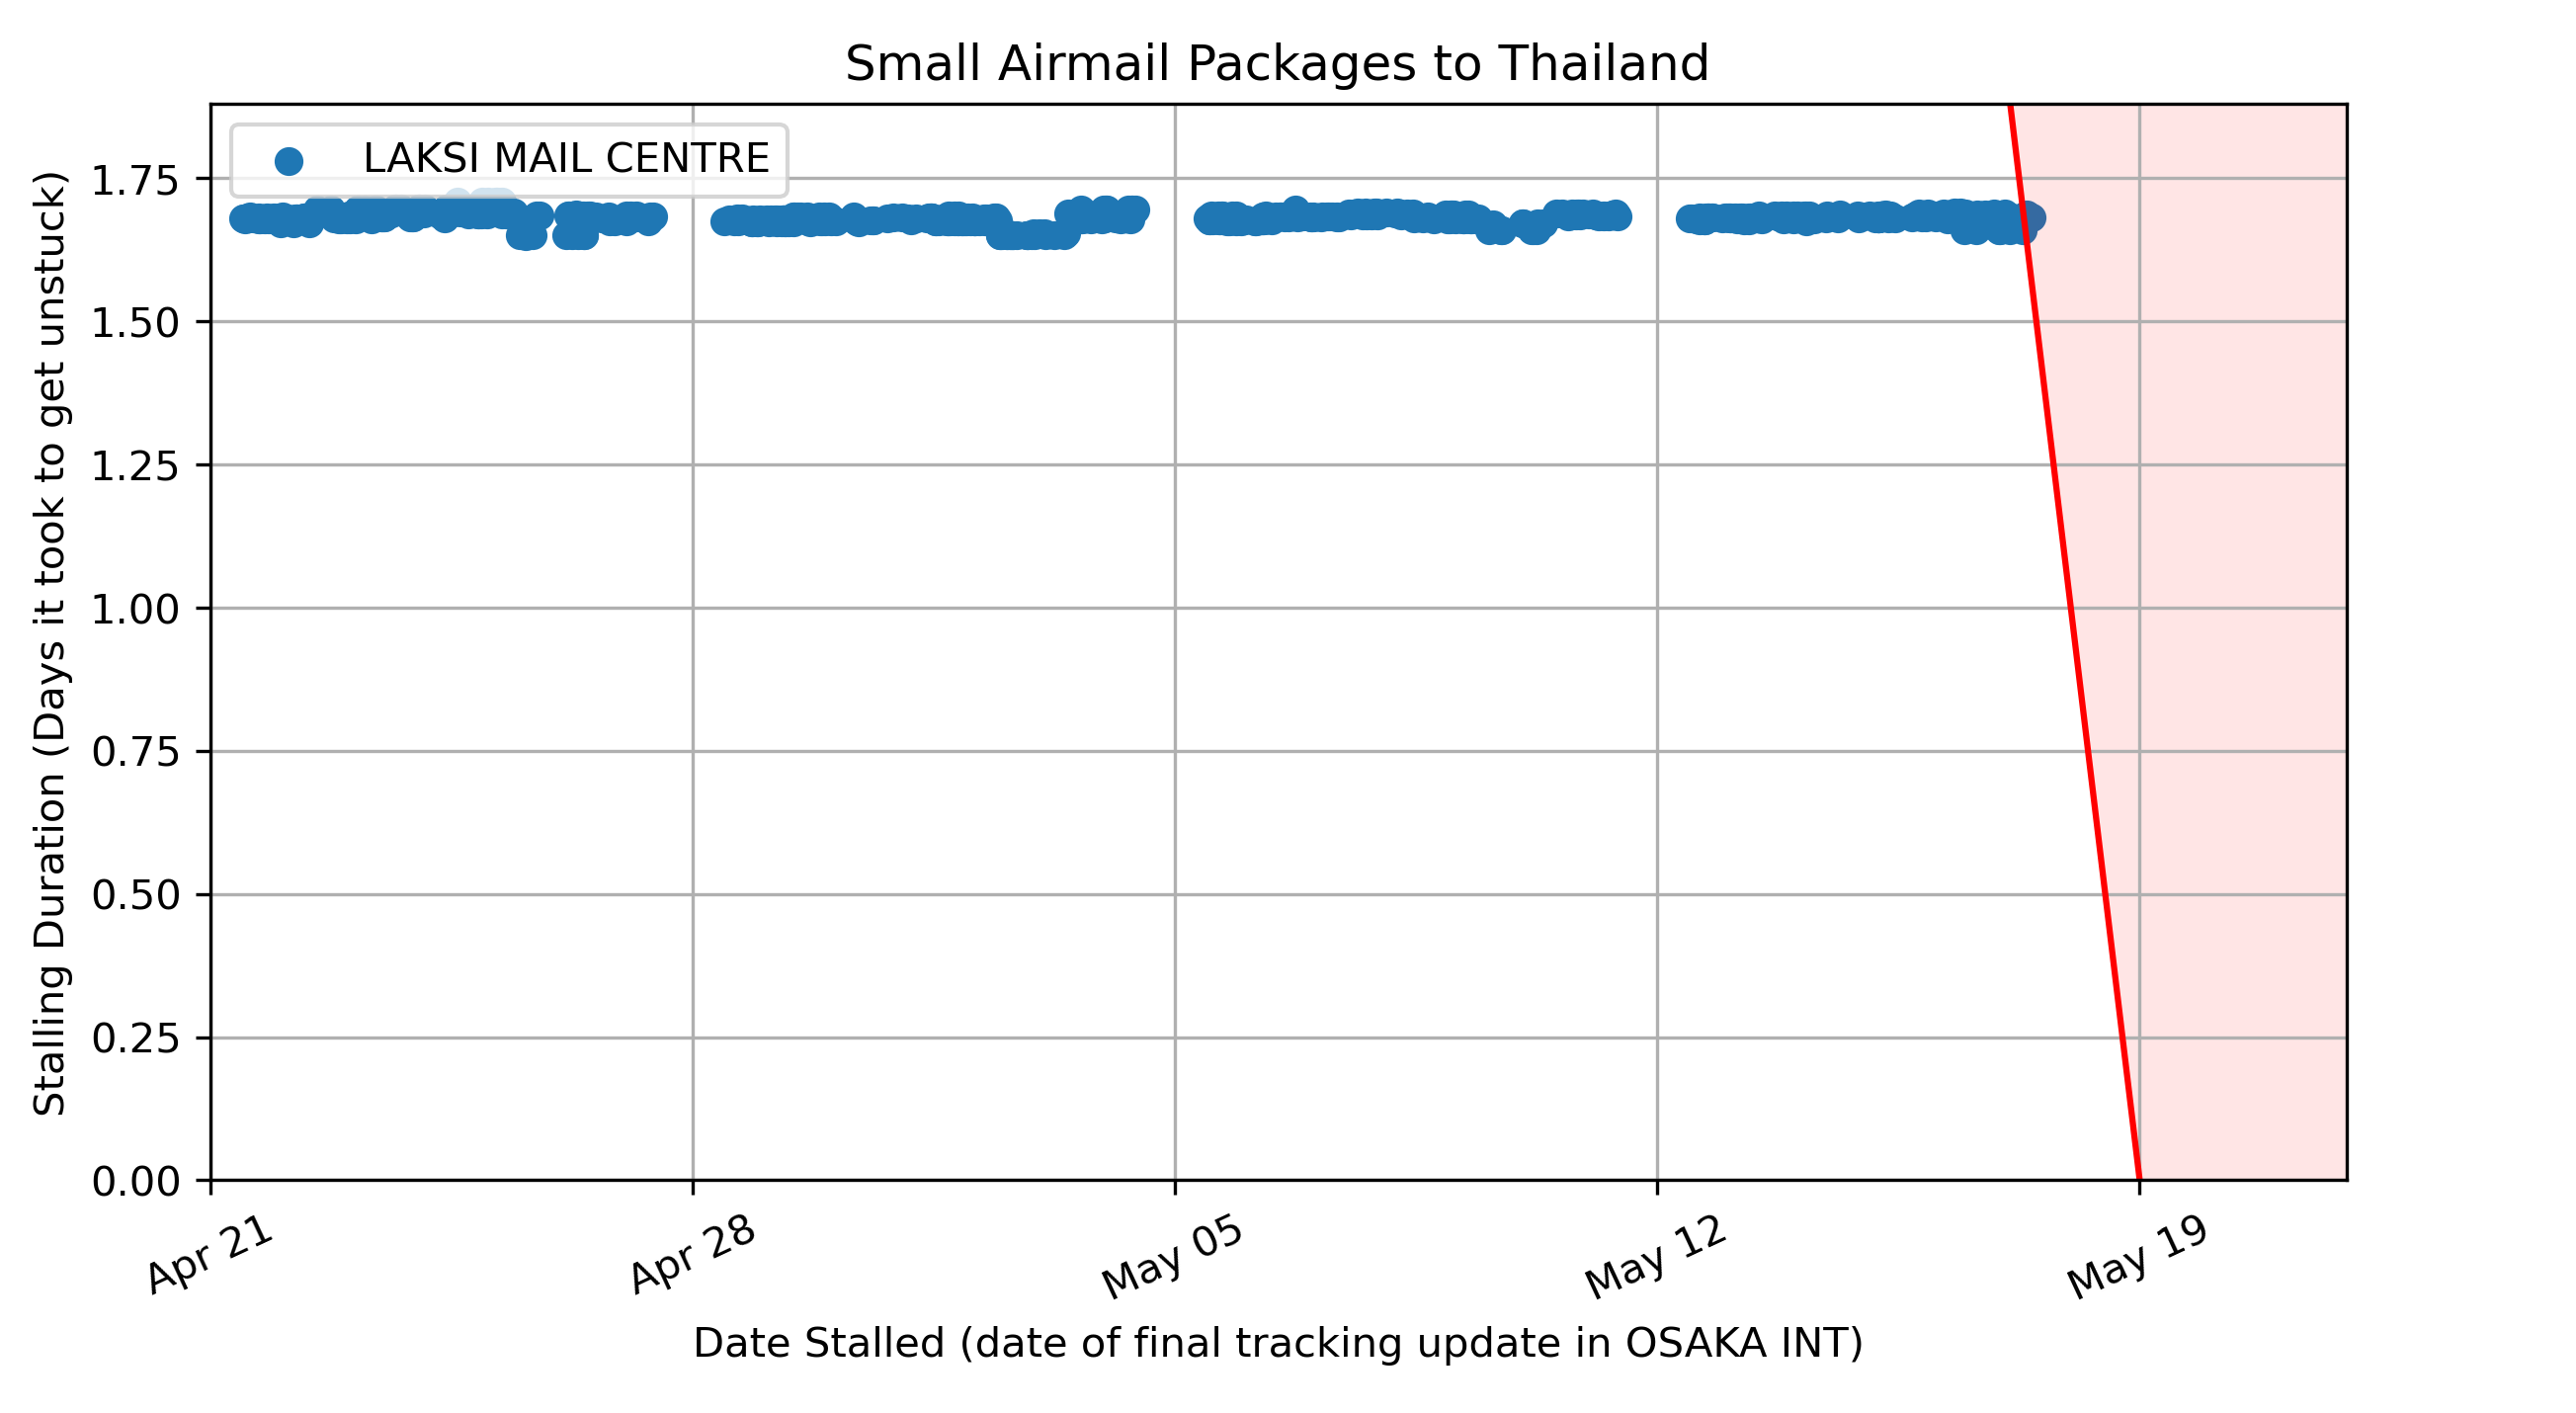 Small Airmail Packages to Thailand
LAKSI MAIL CENTRE
Stalling Duration (Days it took to get unstuck)
1.75
1.50
1.25
1.00
0.75
0.50
0.25
0.00
Apr 21
Apr 28
May 05
May 12
May 19
Date Stalled (date of final tracking update in OSAKA INT)